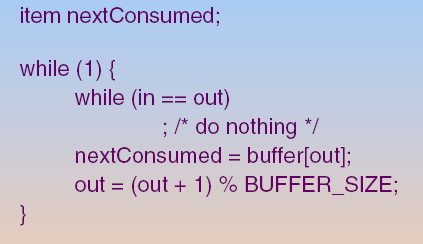 item nextConsumed;
while (1) {
while (in == out)
; /* do nothing */
nextConsumed = buffer[out];
out = (out + 1) % BUFFER_SIZE;
}